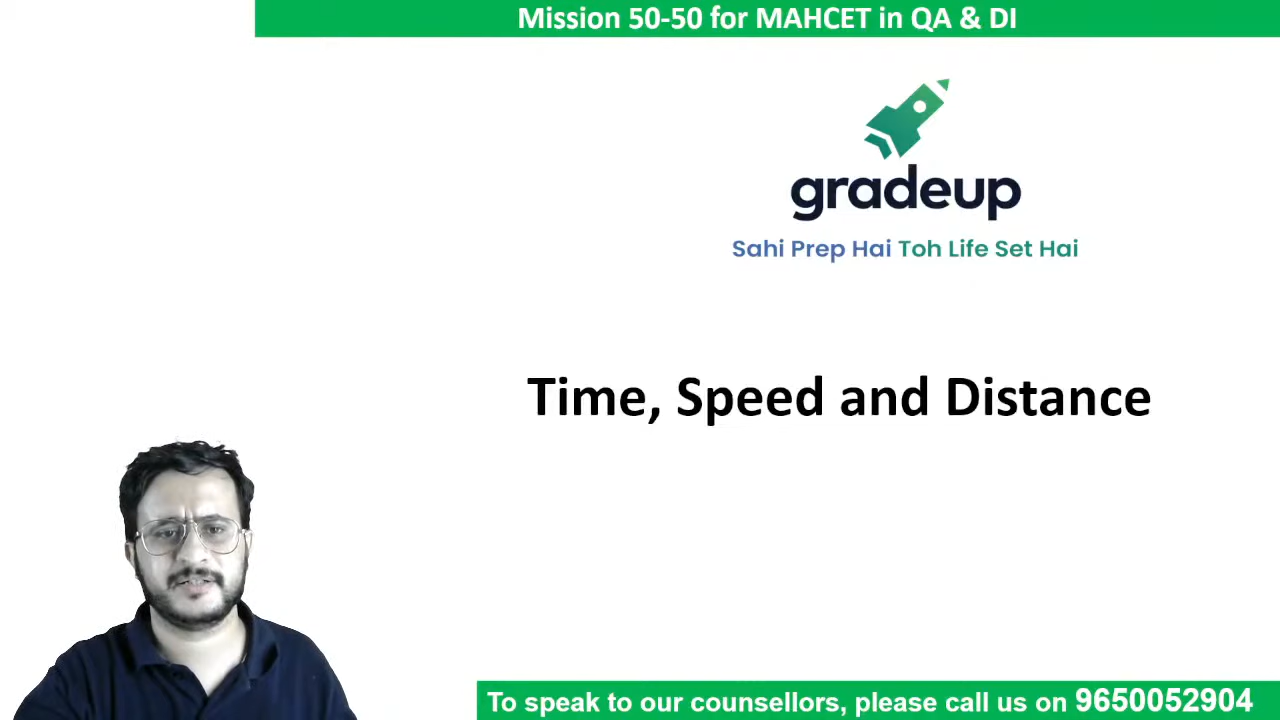 Mission 50-50 for MAHCET in QA & DI
gradeup
Sahi Prep Hai Toh Life Set Hai
Time, Speed and Distance
To speak to our counsellors, please call us on 9650052904